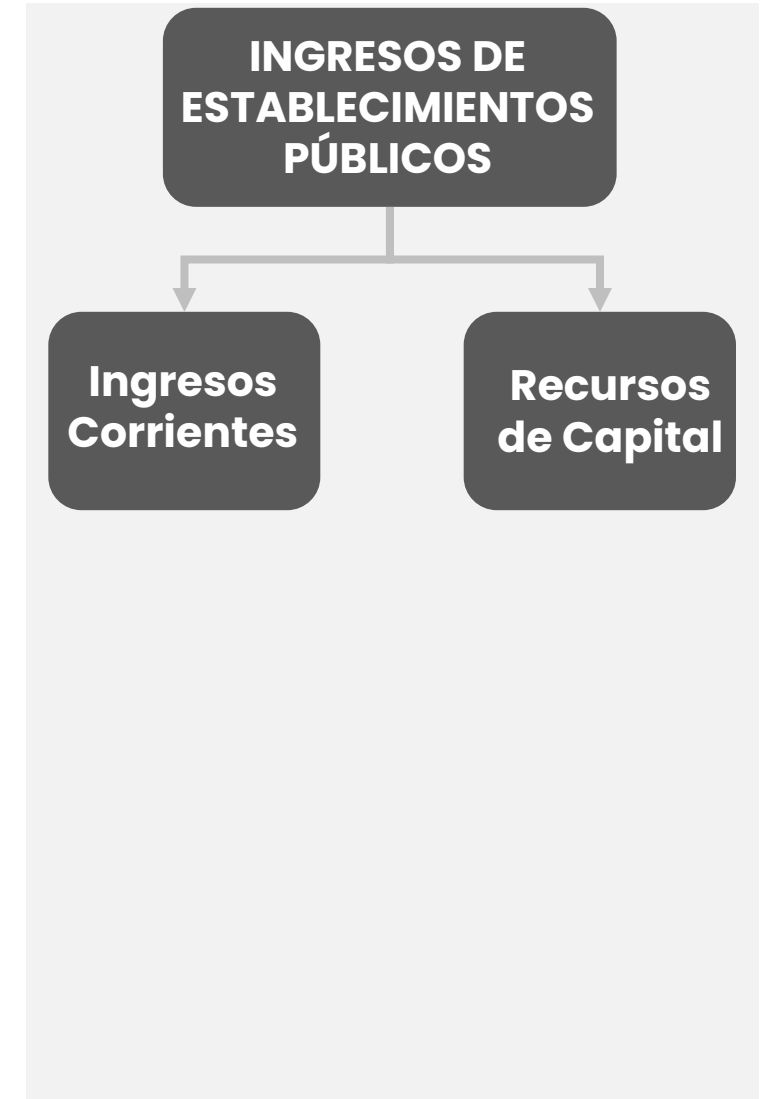 INGRESOS DE
ESTABLECIMIENTOS
PÚBLICOS
Ingresos
Corrientes
Recursos
de Capital